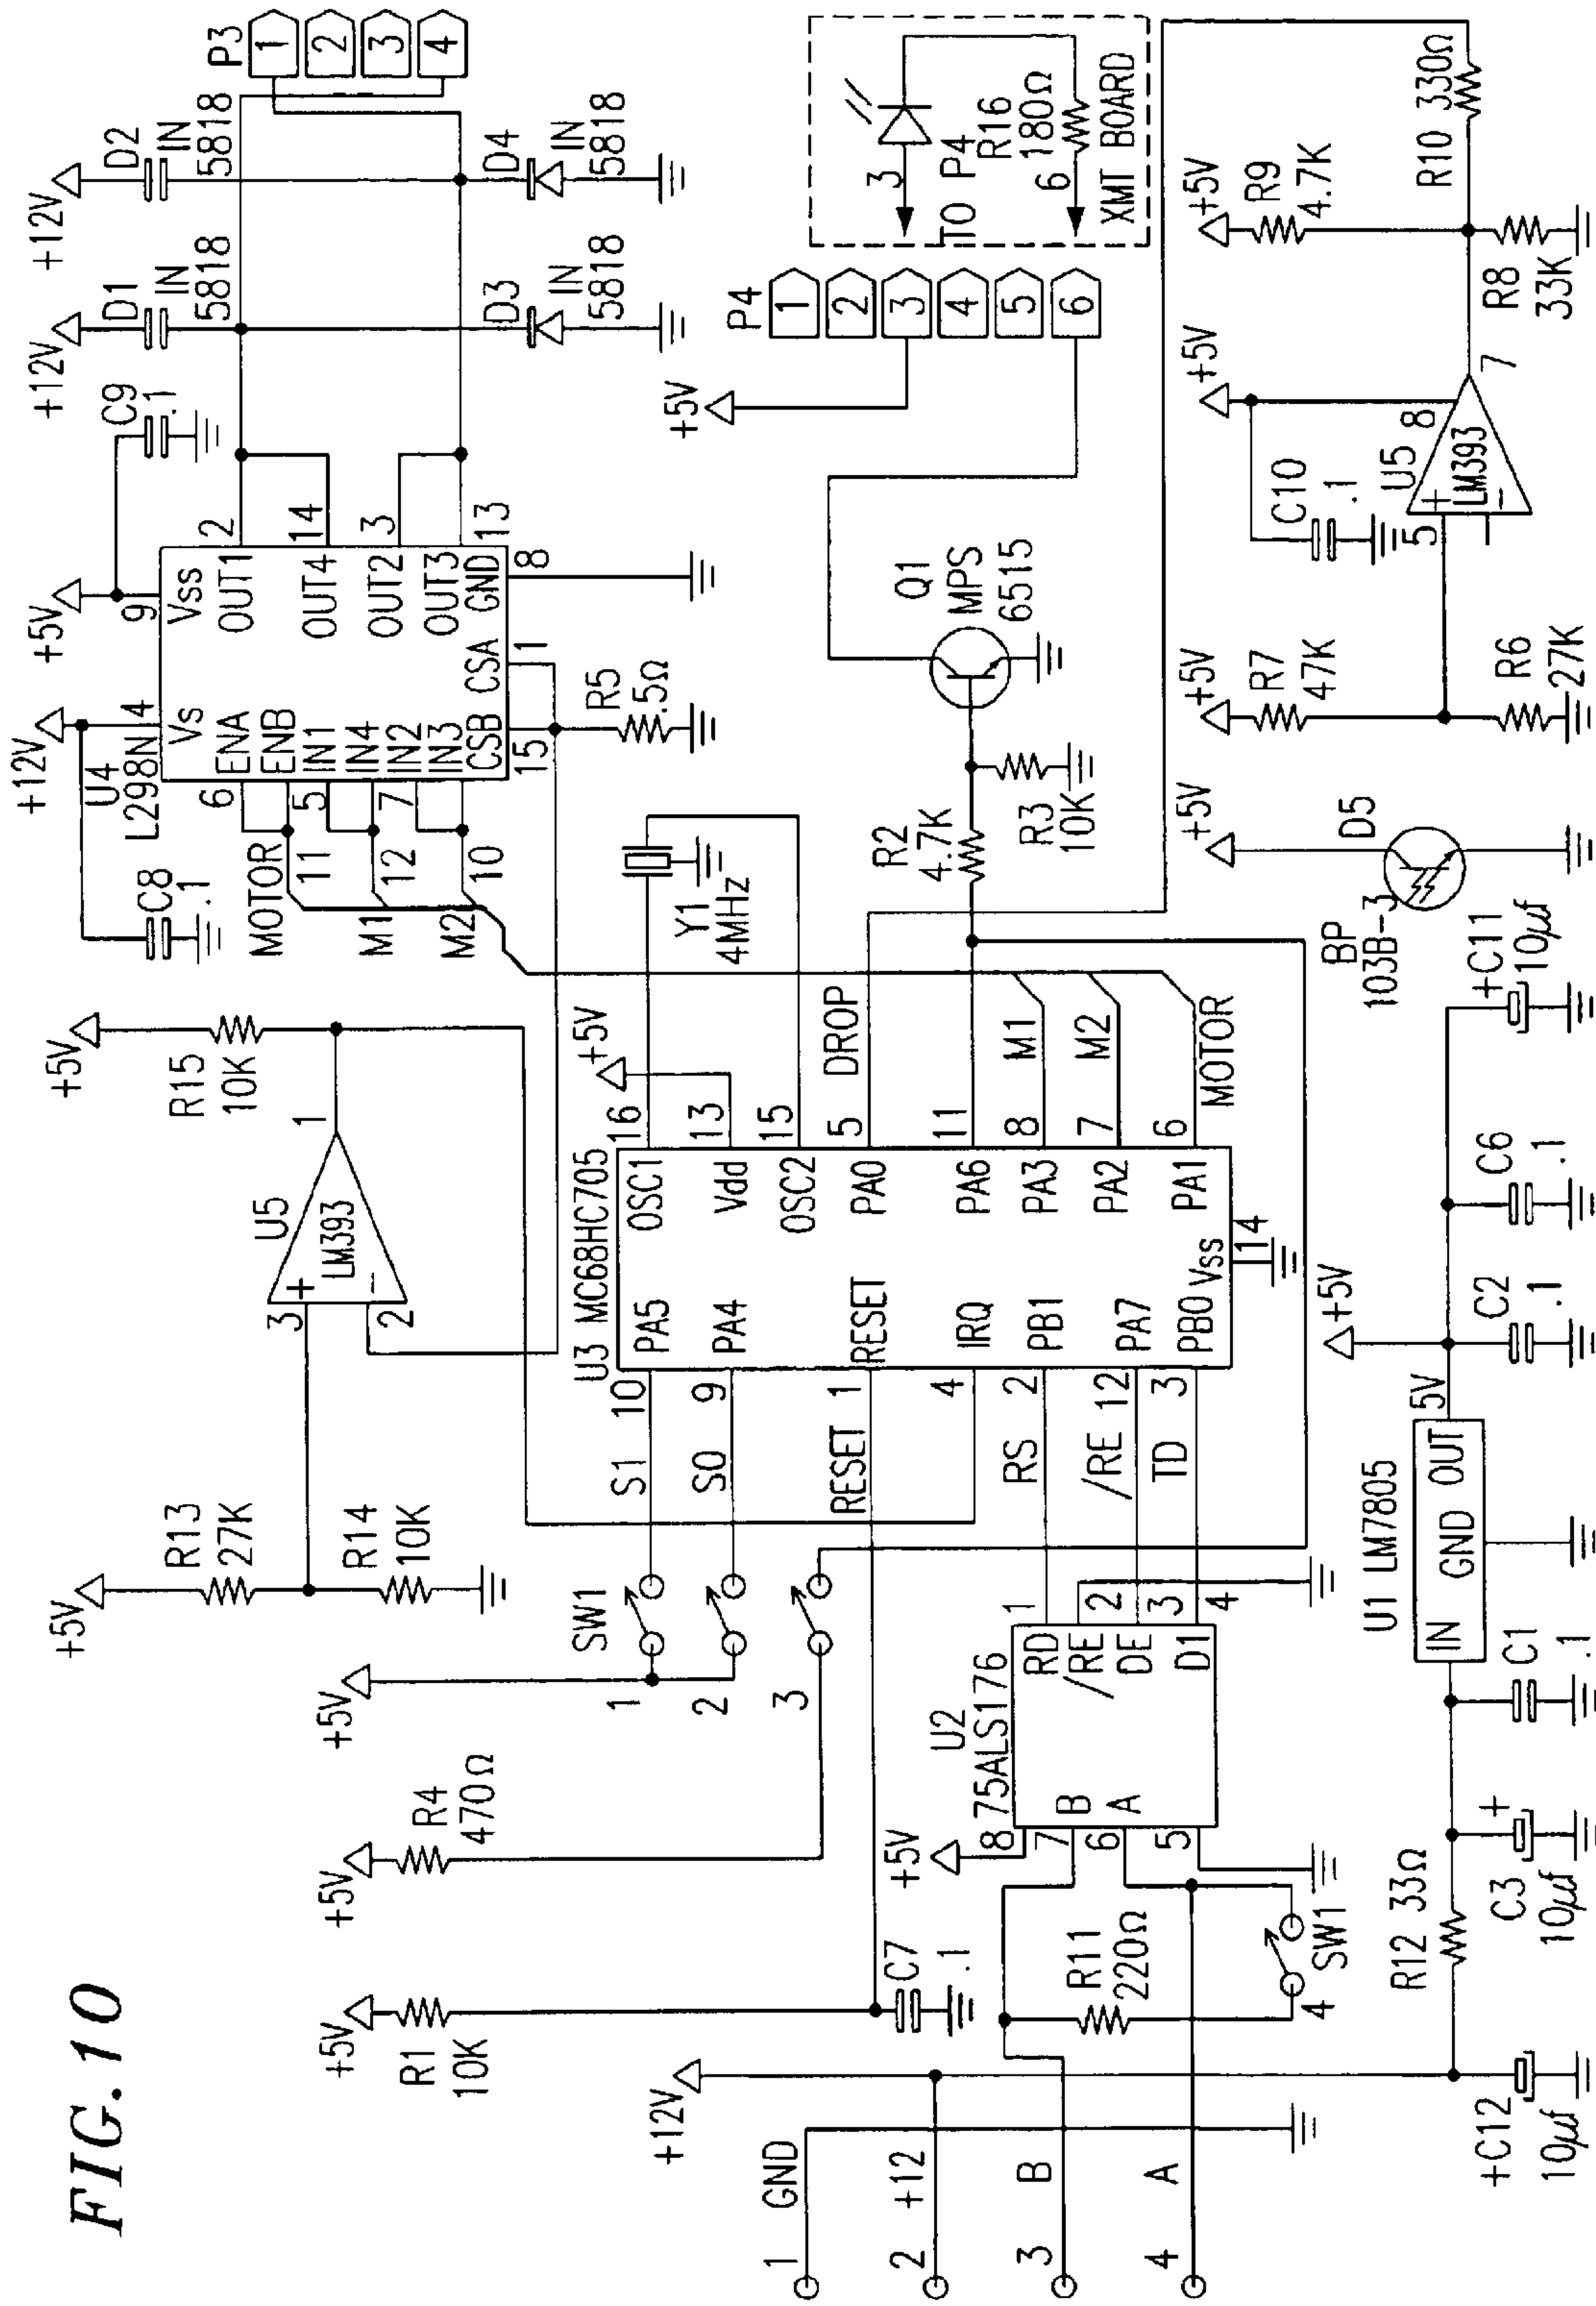 FIG. 10
+5V
R13
27K
R14
10K
3
2
+
−
U5
LM393
1
+5V
R15
10K
+12V
C8
.1
U4
L298N
4
Vs
+5V
9
Vss
C9
.1
6
ENA
ENB
MOTOR
11
5
IN1
IN4
M1
12
7
IN2
IN3
M2
10
CSB
15
CSA
1
GND
8
OUT1
2
OUT4
14
OUT2
3
OUT3
13
R5
.5Ω
+12V
D1
IN
5818
+12V
D2
IN
5818
D3
IN
5818
D4
IN
5818
P3
1
2
3
4
+5V
R1
10K
C7
.1
+5V
R4
470Ω
+5V
SW1
1
2
3
S1
10
S0
9
RESET
1
4
RS
2
/RE
12
TD
3
U3 MC68HC705
PA5
PA4
RESET
IRQ
PB1
PA7
PB0
Vss
14
OSC1
Vdd
OSC2
PA0
PA6
PA3
PA2
PA1
16
13
+5V
15
5
DROP
11
8
M1
7
M2
6
MOTOR
Y1
4MHz
R2
4.7K
R3
10K
Q1
MPS
6515
+5V
P4
1
2
3
4
5
6
3
TO P4
R16
180Ω
6
XMT BOARD
+12V
1
GND
2
+12
3
B
4
A
R11
220Ω
4
SW1
+5V
8
7
6
5
U2
75ALS176
B
A
RD
/RE
DE
D1
1
2
3
4
+C12
10µf
R12 33Ω
C3
+
10µf
C1
.1
U1 LM7805
IN
GND
OUT
5V
+5V
C2
.1
C6
.1
+C11
10µf
BP
103B-3
D5
+5V
+5V
R7
47K
R6
27K
C10
.1
+5V
5
+
−
U5
LM393
8
7
+5V
R9
4.7K
R8
33K
R10 330Ω